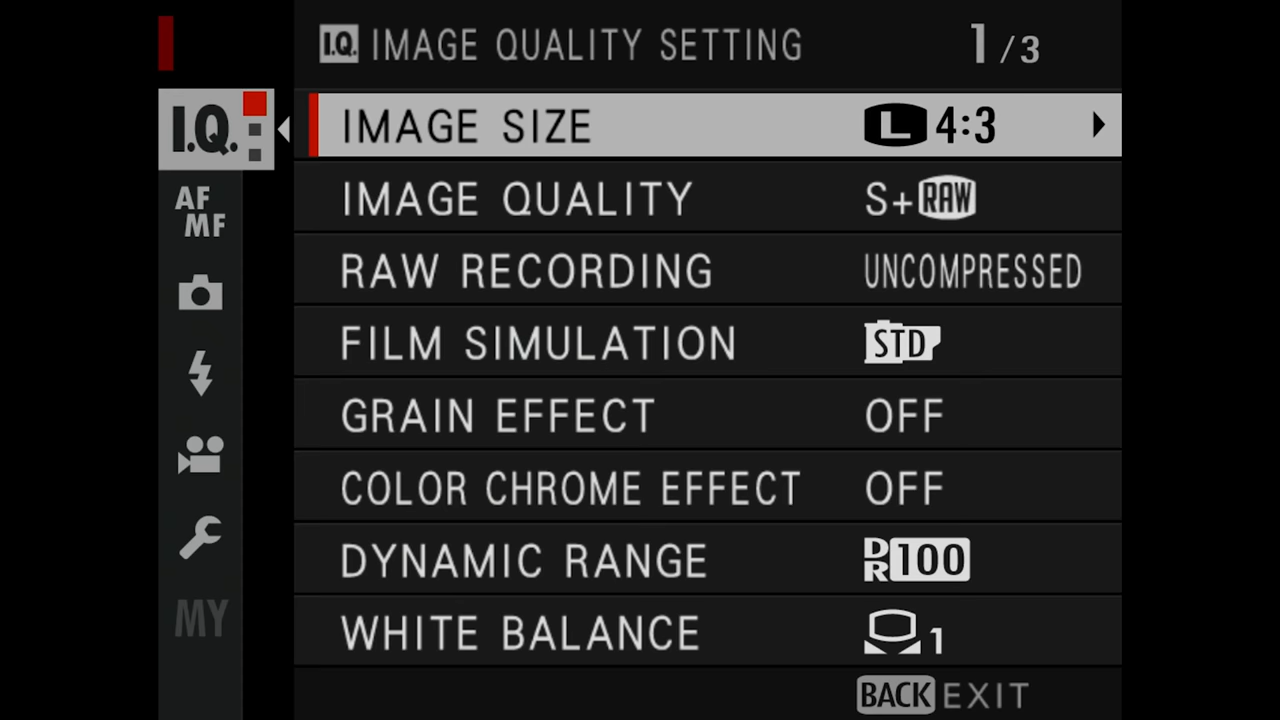 I.Q. IMAGE QUALITY SETTING 1/3
I.Q.
AF
MF
MY
IMAGE SIZE L 4:3
IMAGE QUALITY S+RAW
RAW RECORDING UNCOMPRESSED
FILM SIMULATION STD
GRAIN EFFECT OFF
COLOR CHROME EFFECT OFF
DYNAMIC RANGE DR100
WHITE BALANCE 1
BACK EXIT